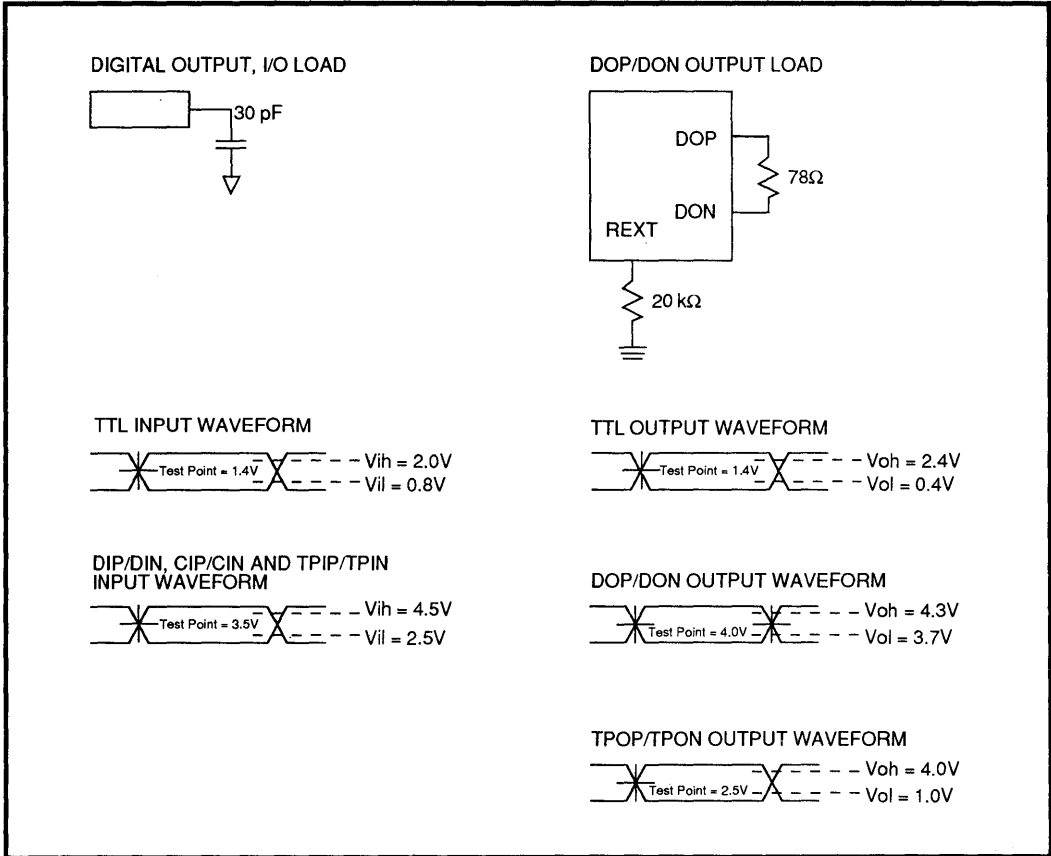 DIGITAL OUTPUT, I/O LOAD
30 pF
DOP/DON OUTPUT LOAD
DOP
78Ω
DON
REXT
20 kΩ
TTL INPUT WAVEFORM
Test Point = 1.4V
Vih = 2.0V
Vil = 0.8V
TTL OUTPUT WAVEFORM
Test Point = 1.4V
Voh = 2.4V
Vol = 0.4V
DIP/DIN, CIP/CIN AND TPIP/TPIN
INPUT WAVEFORM
Test Point = 3.5V
Vih = 4.5V
Vil = 2.5V
DOP/DON OUTPUT WAVEFORM
Test Point = 4.0V
Voh = 4.3V
Vol = 3.7V
TPOP/TPON OUTPUT WAVEFORM
Test Point = 2.5V
Voh = 4.0V
Vol = 1.0V